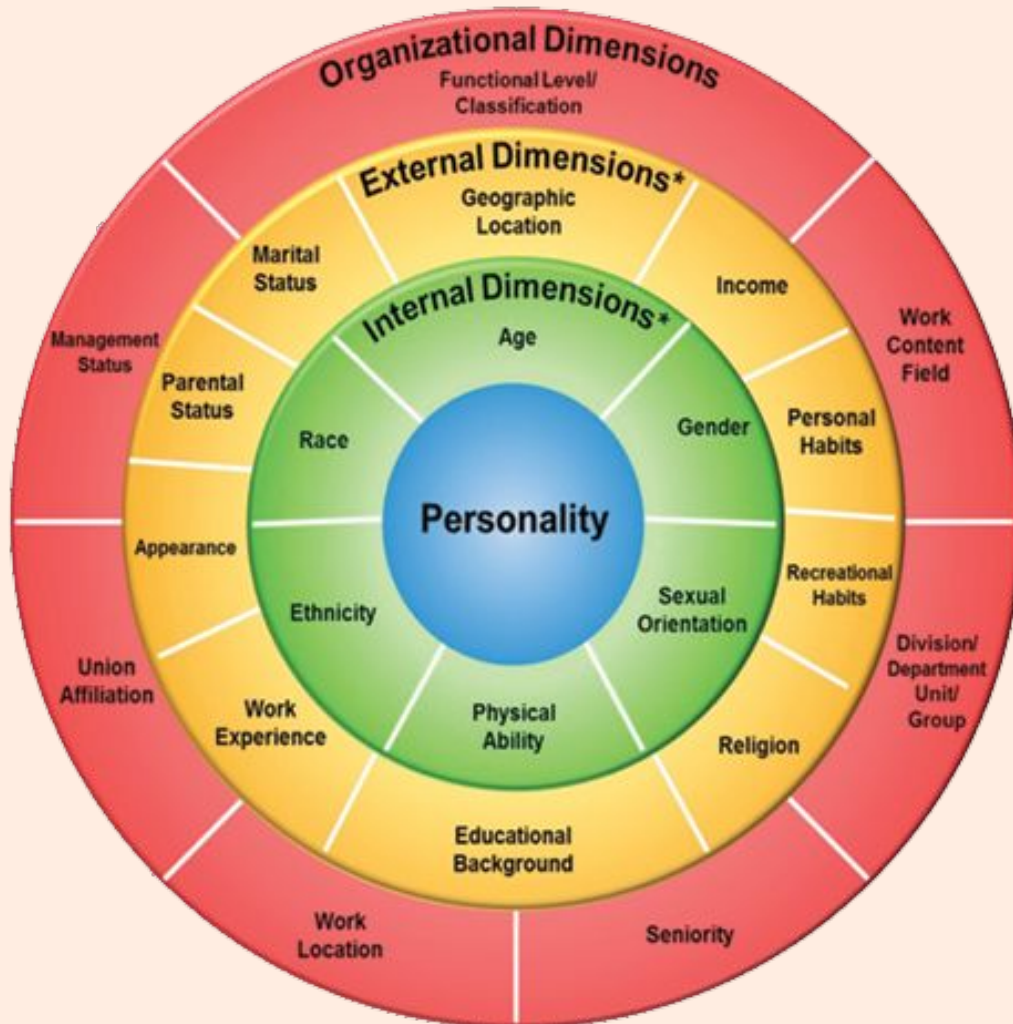 Organizational Dimensions
Functional Level/
Classification
External Dimensions*
Geographic
Location
Internal Dimensions*
Age
Marital
Status
Income
Management
Status
Work
Content
Field
Parental
Status
Personal
Habits
Race
Gender
Personality
Appearance
Recreational
Habits
Ethnicity
Sexual
Orientation
Union
Affiliation
Division/
Department
Unit/
Group
Work
Experience
Physical
Ability
Religion
Educational
Background
Work
Location
Seniority